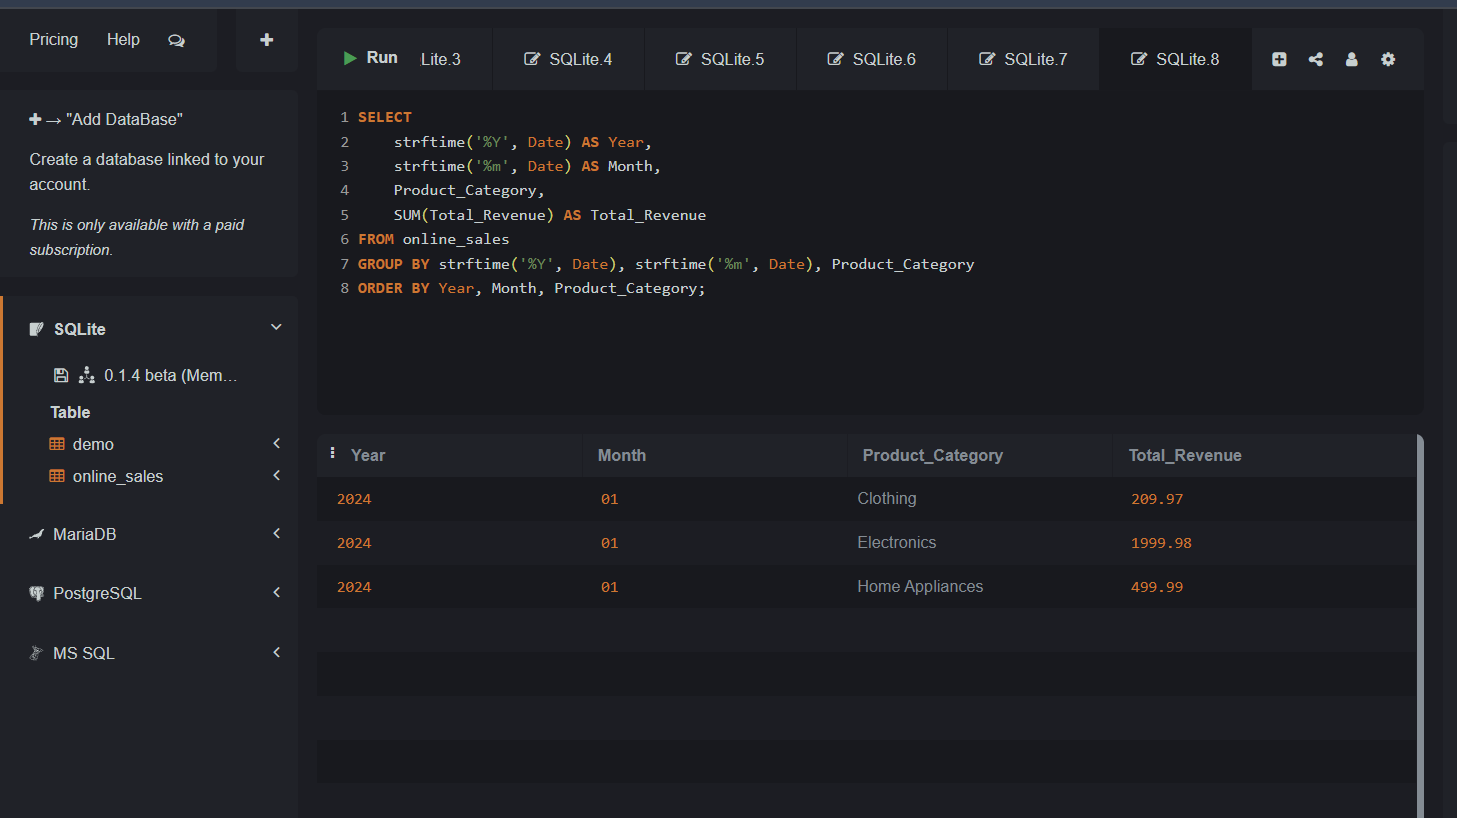 Pricing Help
Run Lite.3 SQLite.4 SQLite.5 SQLite.6 SQLite.7 SQLite.8
→ "Add DataBase"
Create a database linked to your
account.
This is only available with a paid
subscription.
SQLite
0.1.4 beta (Mem…
Table
demo
online_sales
MariaDB
PostgreSQL
MS SQL
1 SELECT
2 strftime('%Y', Date) AS Year,
3 strftime('%m', Date) AS Month,
4 Product_Category,
5 SUM(Total_Revenue) AS Total_Revenue
6 FROM online_sales
7 GROUP BY strftime('%Y', Date), strftime('%m', Date), Product_Category
8 ORDER BY Year, Month, Product_Category;
Year Month Product_Category Total_Revenue
2024 01 Clothing 209.97
2024 01 Electronics 1999.98
2024 01 Home Appliances 499.99